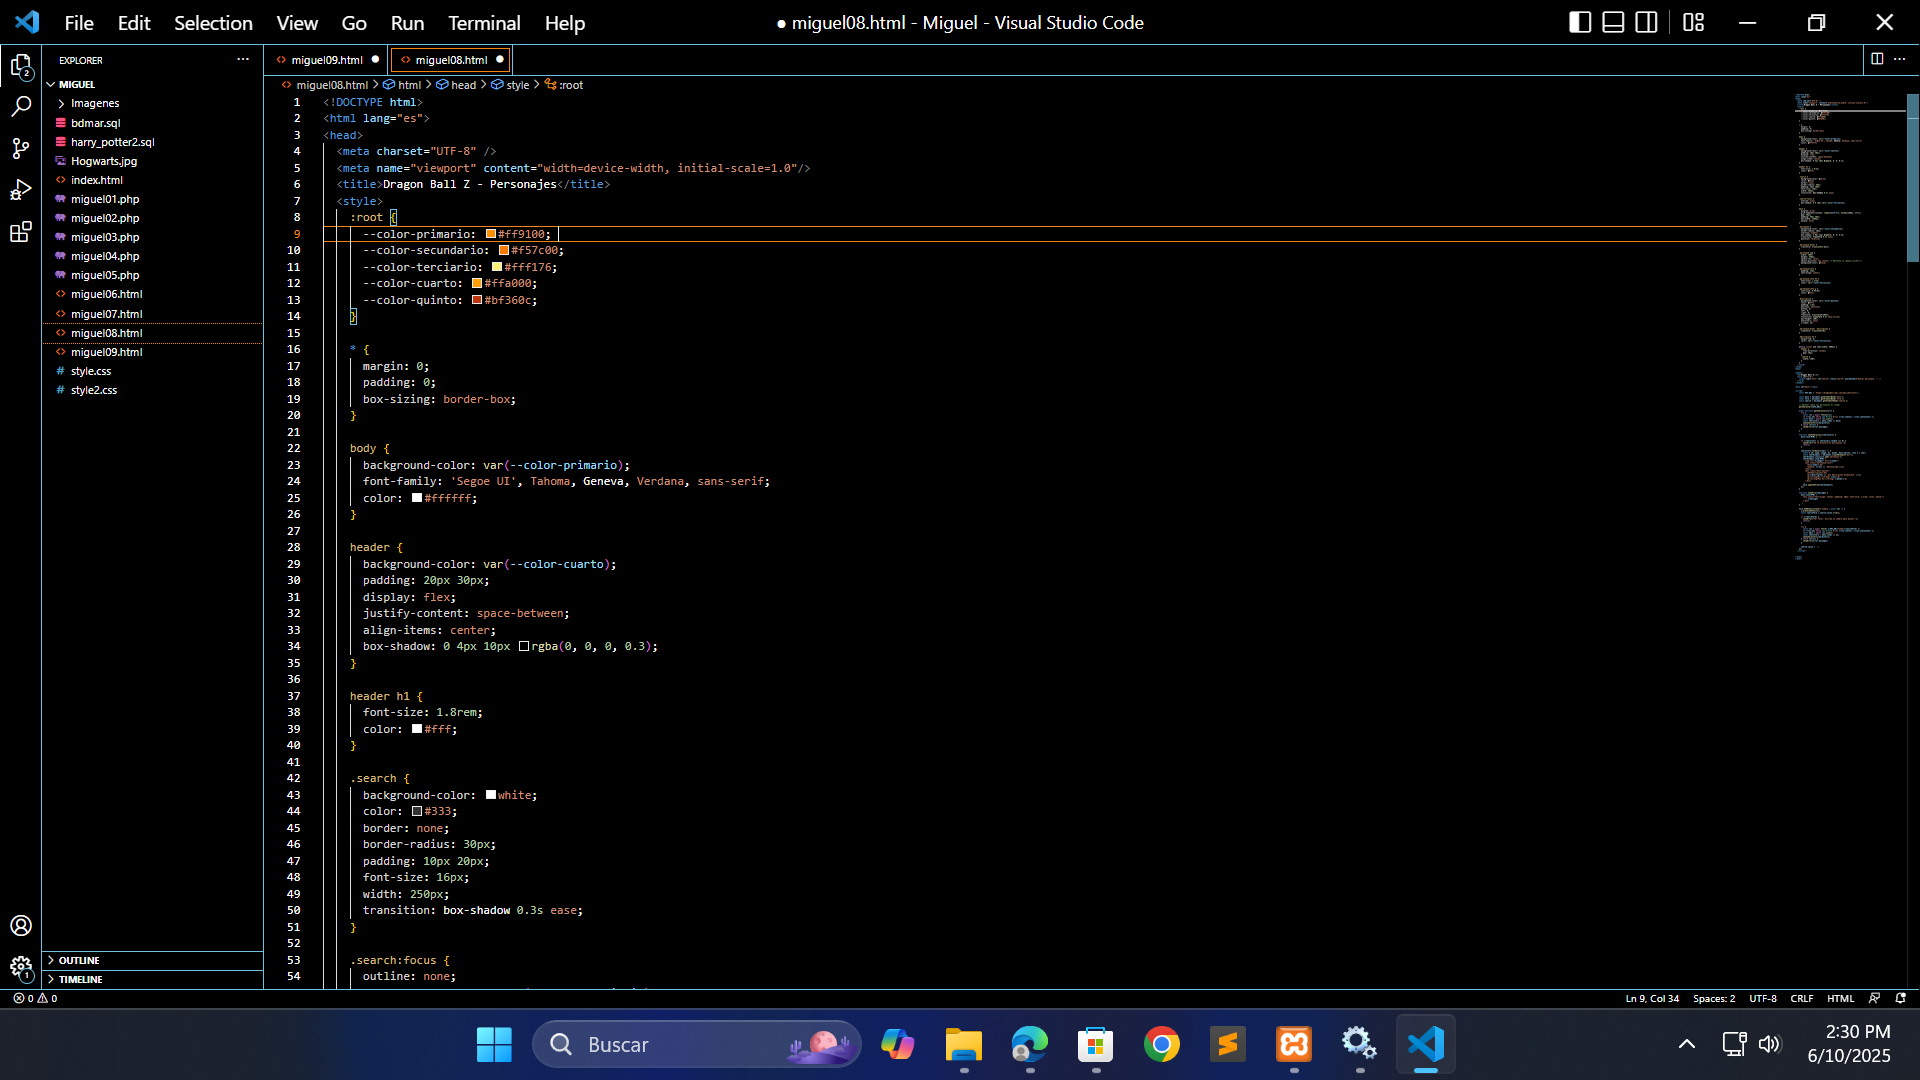 File Edit Selection View Go Run Terminal Help
● miguel08.html - Miguel - Visual Studio Code
EXPLORER ···
MIGUEL
Imagenes
bdmar.sql
harry_potter2.sql
Hogwarts.jpg
index.html
miguel01.php
miguel02.php
miguel03.php
miguel04.php
miguel05.php
miguel06.html
miguel07.html
miguel08.html
miguel09.html
style.css
style2.css
OUTLINE
TIMELINE
miguel09.html ● miguel08.html ●
miguel08.html > html > head > style > :root
1 <!DOCTYPE html>
2 <html lang="es">
3 <head>
4 <meta charset="UTF-8" />
5 <meta name="viewport" content="width=device-width, initial-scale=1.0"/>
6 <title>Dragon Ball Z - Personajes</title>
7 <style>
8 :root {
9 --color-primario: #ff9100;
10 --color-secundario: #f57c00;
11 --color-terciario: #fff176;
12 --color-cuarto: #ffa000;
13 --color-quinto: #bf360c;
14 }
15
16 * {
17 margin: 0;
18 padding: 0;
19 box-sizing: border-box;
20 }
21
22 body {
23 background-color: var(--color-primario);
24 font-family: 'Segoe UI', Tahoma, Geneva, Verdana, sans-serif;
25 color: #ffffff;
26 }
27
28 header {
29 background-color: var(--color-cuarto);
30 padding: 20px 30px;
31 display: flex;
32 justify-content: space-between;
33 align-items: center;
34 box-shadow: 0 4px 10px rgba(0, 0, 0, 0.3);
35 }
36
37 header h1 {
38 font-size: 1.8rem;
39 color: #fff;
40 }
41
42 .search {
43 background-color: white;
44 color: #333;
45 border: none;
46 border-radius: 30px;
47 padding: 10px 20px;
48 font-size: 16px;
49 width: 250px;
50 transition: box-shadow 0.3s ease;
51 }
52
53 .search:focus {
54 outline: none;
2
1
0 0
Ln 9, Col 34 Spaces: 2 UTF-8 CRLF HTML
Buscar
2:30 PM
6/10/2025